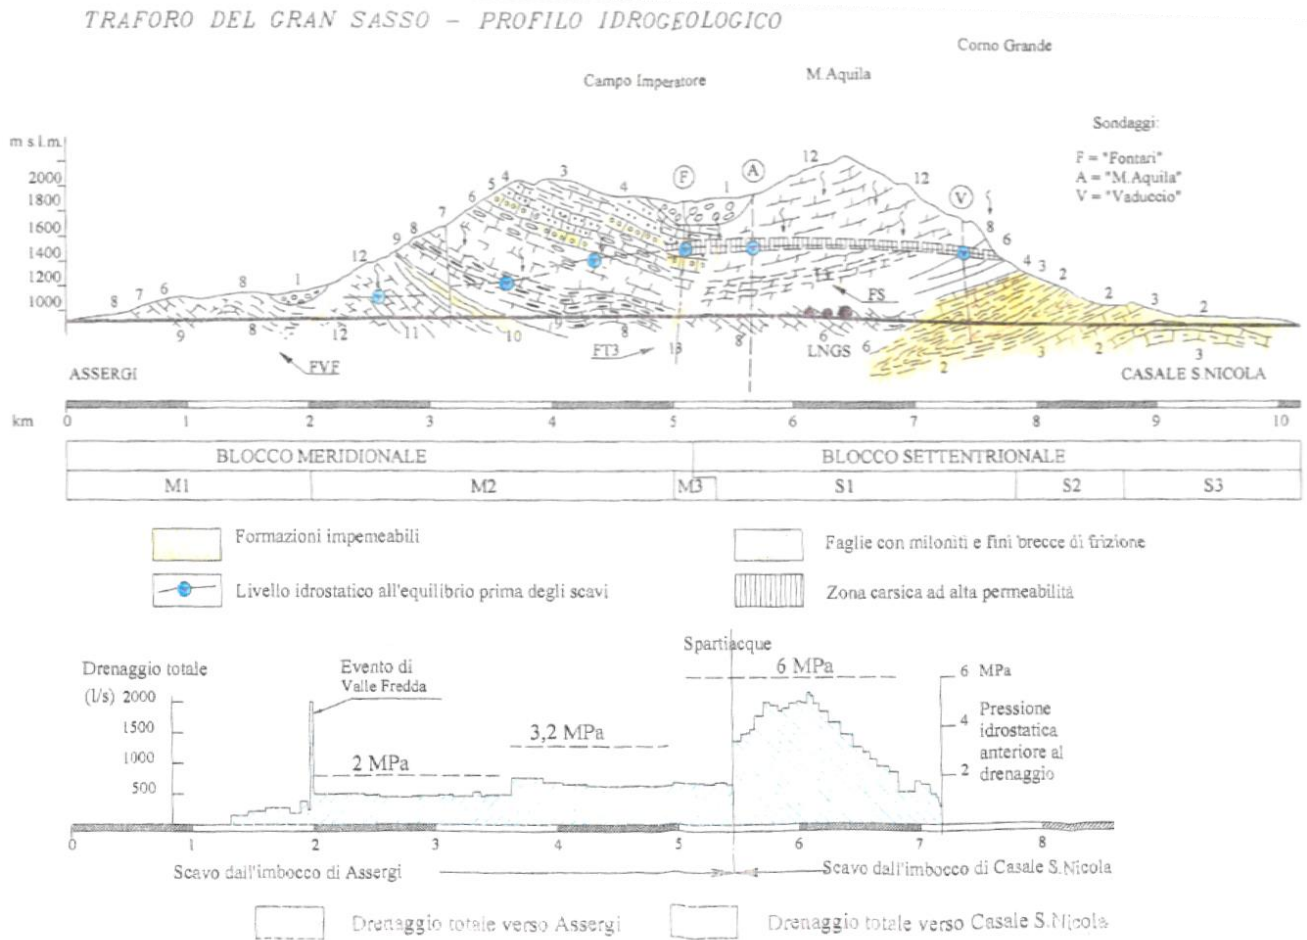 TRAFORO DEL GRAN SASSO - PROFILO IDROGEOLOGICO
Corno Grande
Campo Imperatore
M.Aquila
Sondaggi:
F = "Fontari"
A = "M.Aquila"
V = "Vaduccio"
m s.l.m.
2000
1800
1600
1400
1200
1000
F
A
V
8 7 6 8 1 12 9 8 7 6 5 4 3 4 1 12 12 8 6 4 3 2 2 3 2
9 8 12 11 10 9 8 13 8 6 6 2 3 2 3
FVF
FT3
FS
LNGS
ASSERGI
CASALE S.NICOLA
km 0 1 2 3 4 5 6 7 8 9 10
BLOCCO MERIDIONALE BLOCCO SETTENTRIONALE
M1 M2 M3 S1 S2 S3
Formazioni impemeabili
Faglie con miloniti e fini brecce di frizione
Livello idrostatico all'equilibrio prima degli scavi
Zona carsica ad alta permeabilità
Drenaggio totale
(l/s)
2000
1500
1000
500
Evento di
Valle Fredda
2 MPa
3,2 MPa
Spartiacque
6 MPa
6 MPa
4
2
Pressione
idrostatica
anteriore al
drenaggio
0 1 2 3 4 5 6 7 8
Scavo dall'imbocco di Assergi
Scavo dall'imbocco di Casale S.Nicola
Drenaggio totale verso Assergi
Drenaggio totale verso Casale S.Nicola